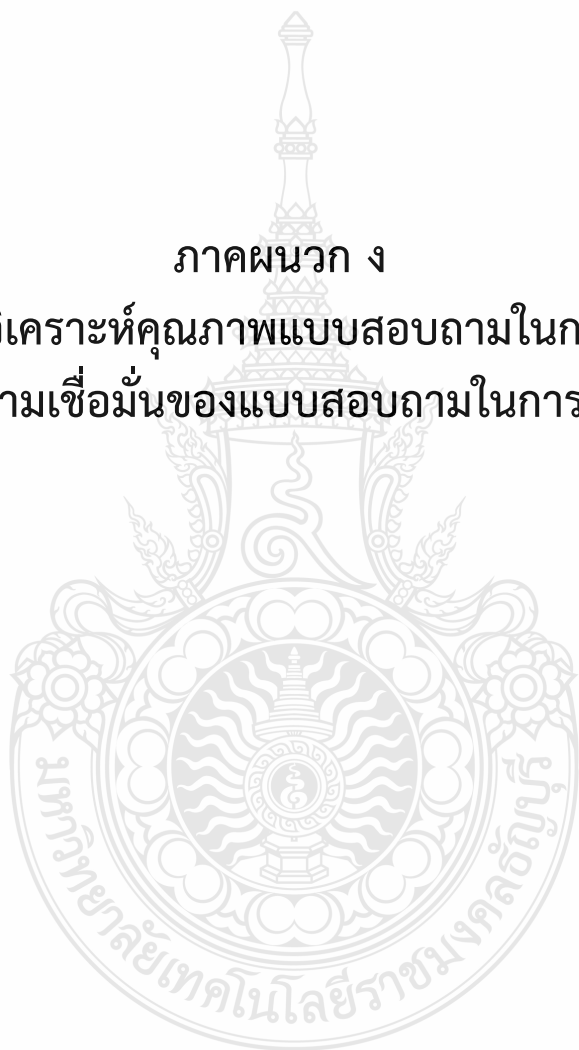 ภาคผนวก ง
วิเคราะห์คุณภาพแบบสอบถามในก
ามเชื่อมั่นของแบบสอบถามในการ
มหาวิทยาลัยเทคโนโลยีราชมงคลธัญบุรี